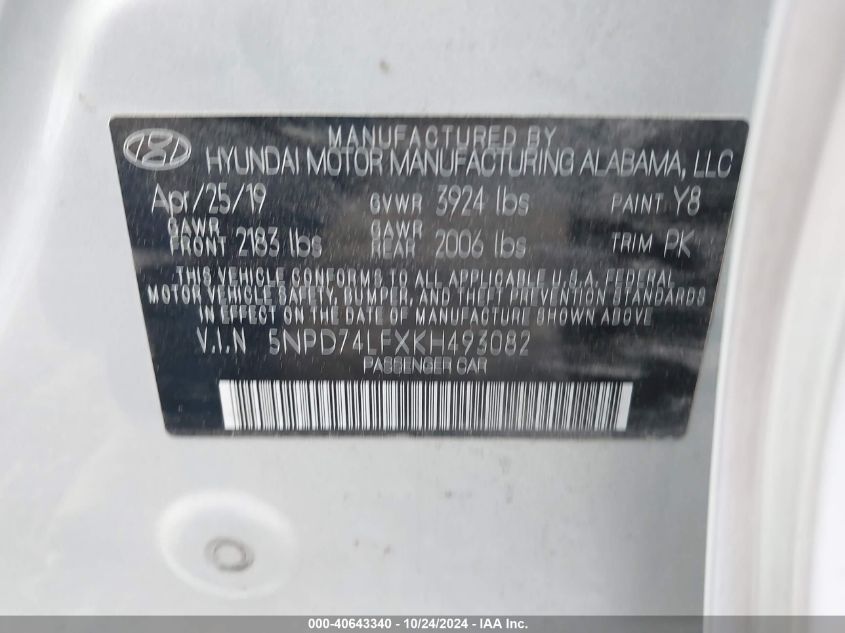 MANUFACTURED BY
HYUNDAI MOTOR MANUFACTURING ALABAMA, LLC
Apr/25/19 GVWR 3924 lbs PAINT Y8
GAWR FRONT 2183 lbs GAWR REAR 2006 lbs TRIM PK
THIS VEHICLE CONFORMS TO ALL APPLICABLE U.S.A. FEDERAL
MOTOR VEHICLE SAFETY, BUMPER, AND THEFT PREVENTION STANDARDS
IN EFFECT ON THE DATE OF MANUFACTURE SHOWN ABOVE.
V.I.N 5NPD74LFXKH493082
PASSENGER CAR
000-40643340 - 10/24/2024 - Copyright © 2024 IAA, Inc.